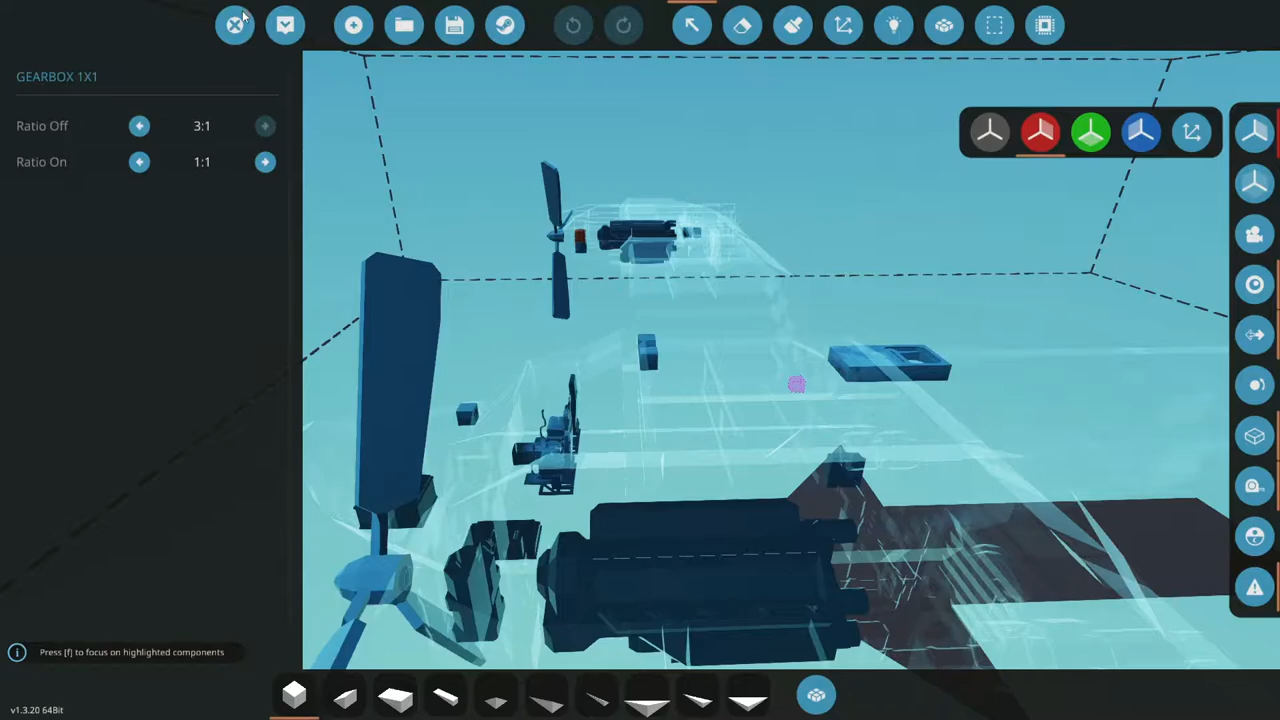 GEARBOX 1X1
Ratio Off 3:1
Ratio On 1:1
Press [f] to focus on highlighted components
v1.3.20 64Bit